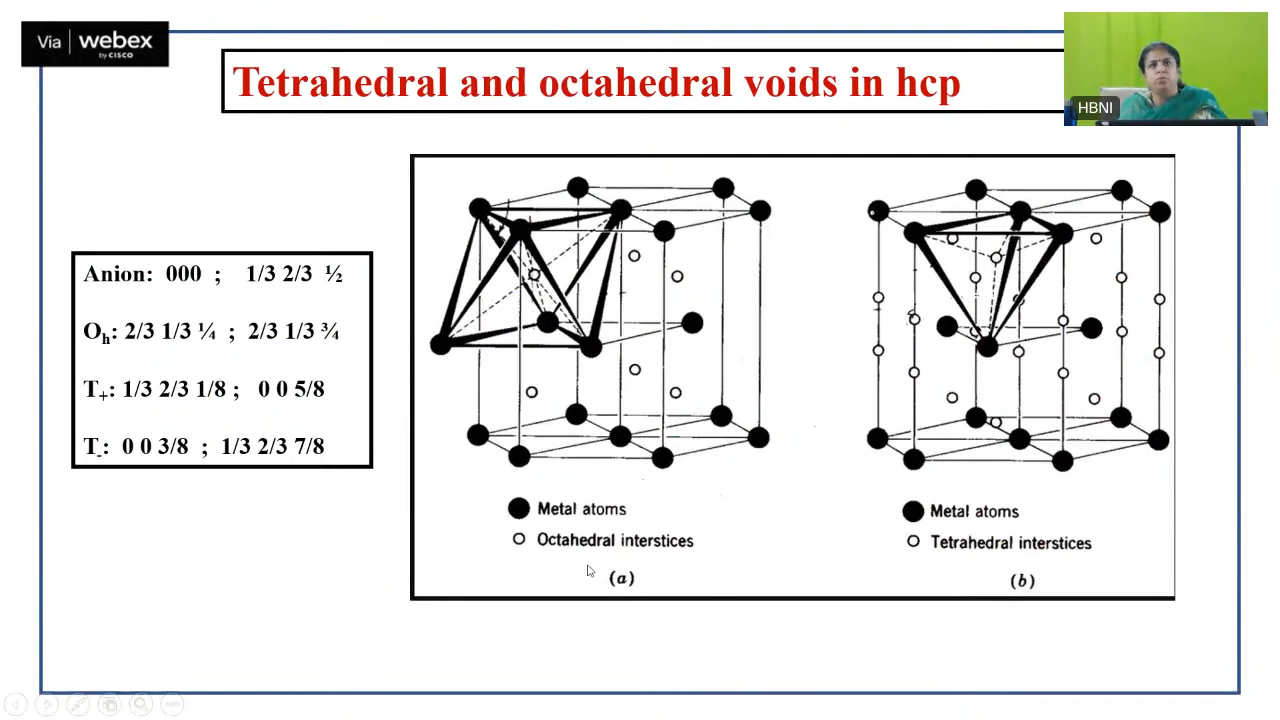 Via webex
by CISCO
Tetrahedral and octahedral voids in hcp
HBNI
Anion: 000 ; 1/3 2/3 ½
Oh: 2/3 1/3 ¼ ; 2/3 1/3 ¾
T+: 1/3 2/3 1/8 ; 0 0 5/8
T-: 0 0 3/8 ; 1/3 2/3 7/8
Metal atoms
Octahedral interstices
(a)
Metal atoms
Tetrahedral interstices
(b)